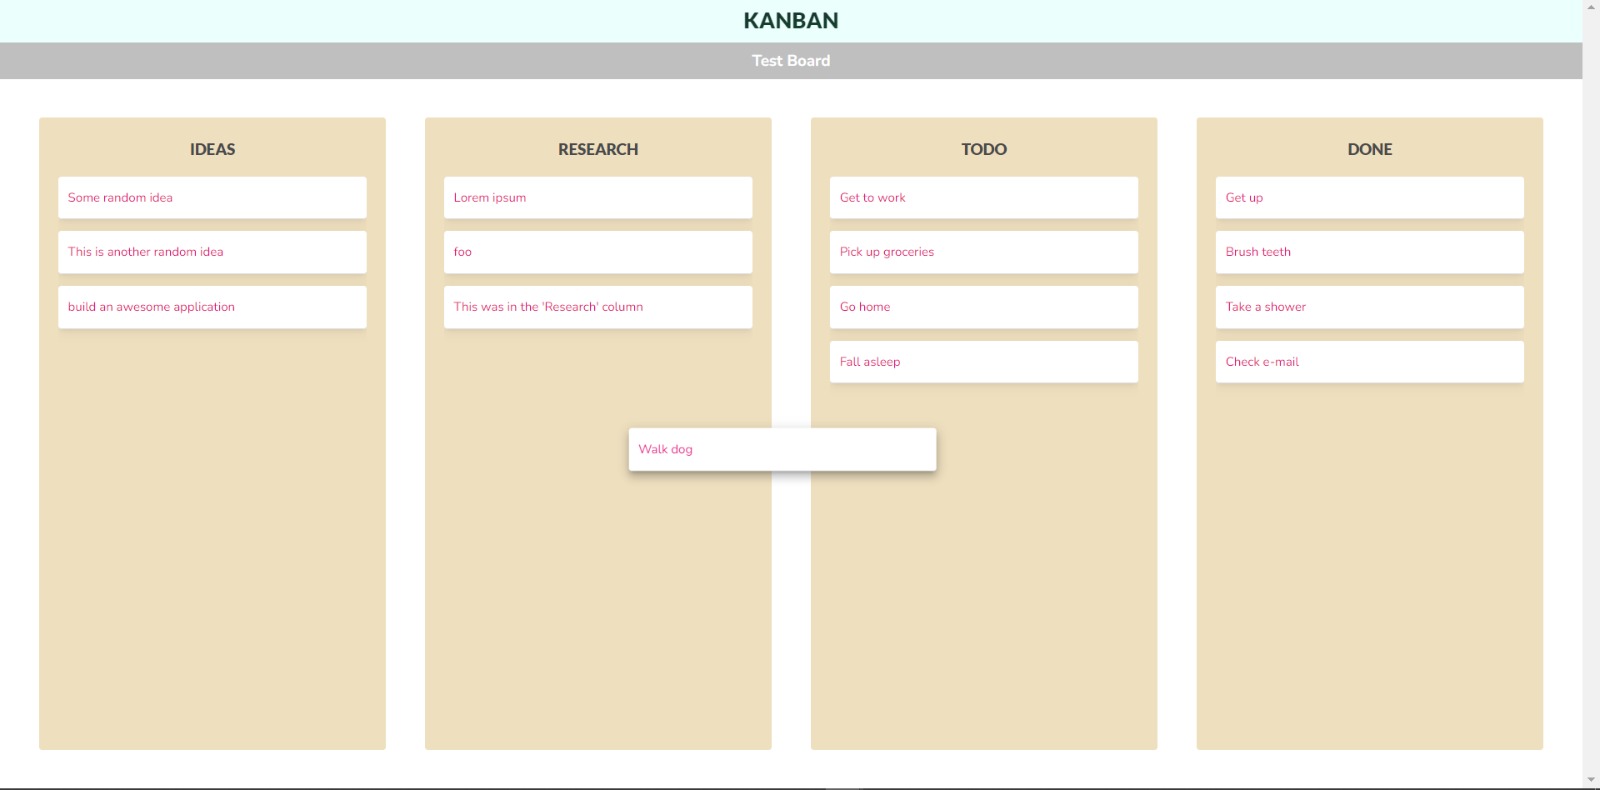 KANBAN
Test Board
IDEAS
Some random idea
This is another random idea
build an awesome application
RESEARCH
Lorem ipsum
foo
This was in the 'Research' column
TODO
Get to work
Pick up groceries
Go home
Fall asleep
DONE
Get up
Brush teeth
Take a shower
Check e-mail
Walk dog